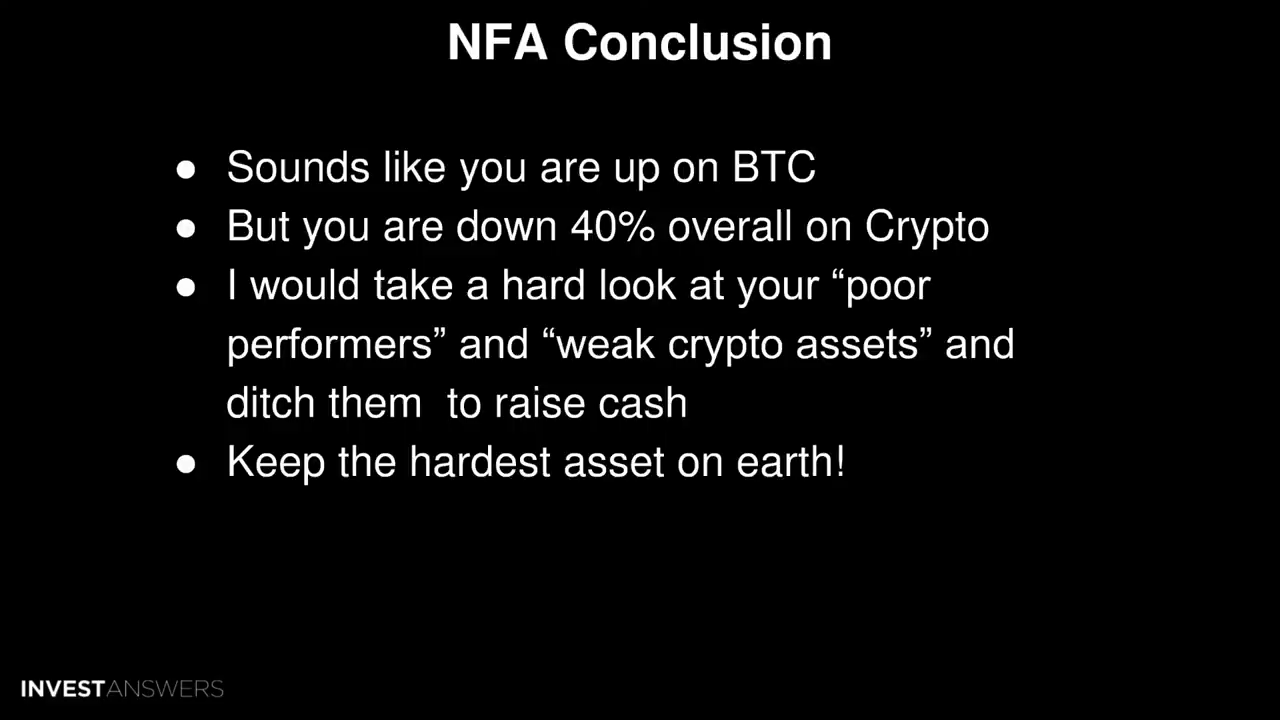 NFA Conclusion
● Sounds like you are up on BTC
● But you are down 40% overall on Crypto
● I would take a hard look at your “poor
performers” and “weak crypto assets” and
ditch them  to raise cash
● Keep the hardest asset on earth!
INVESTANSWERS